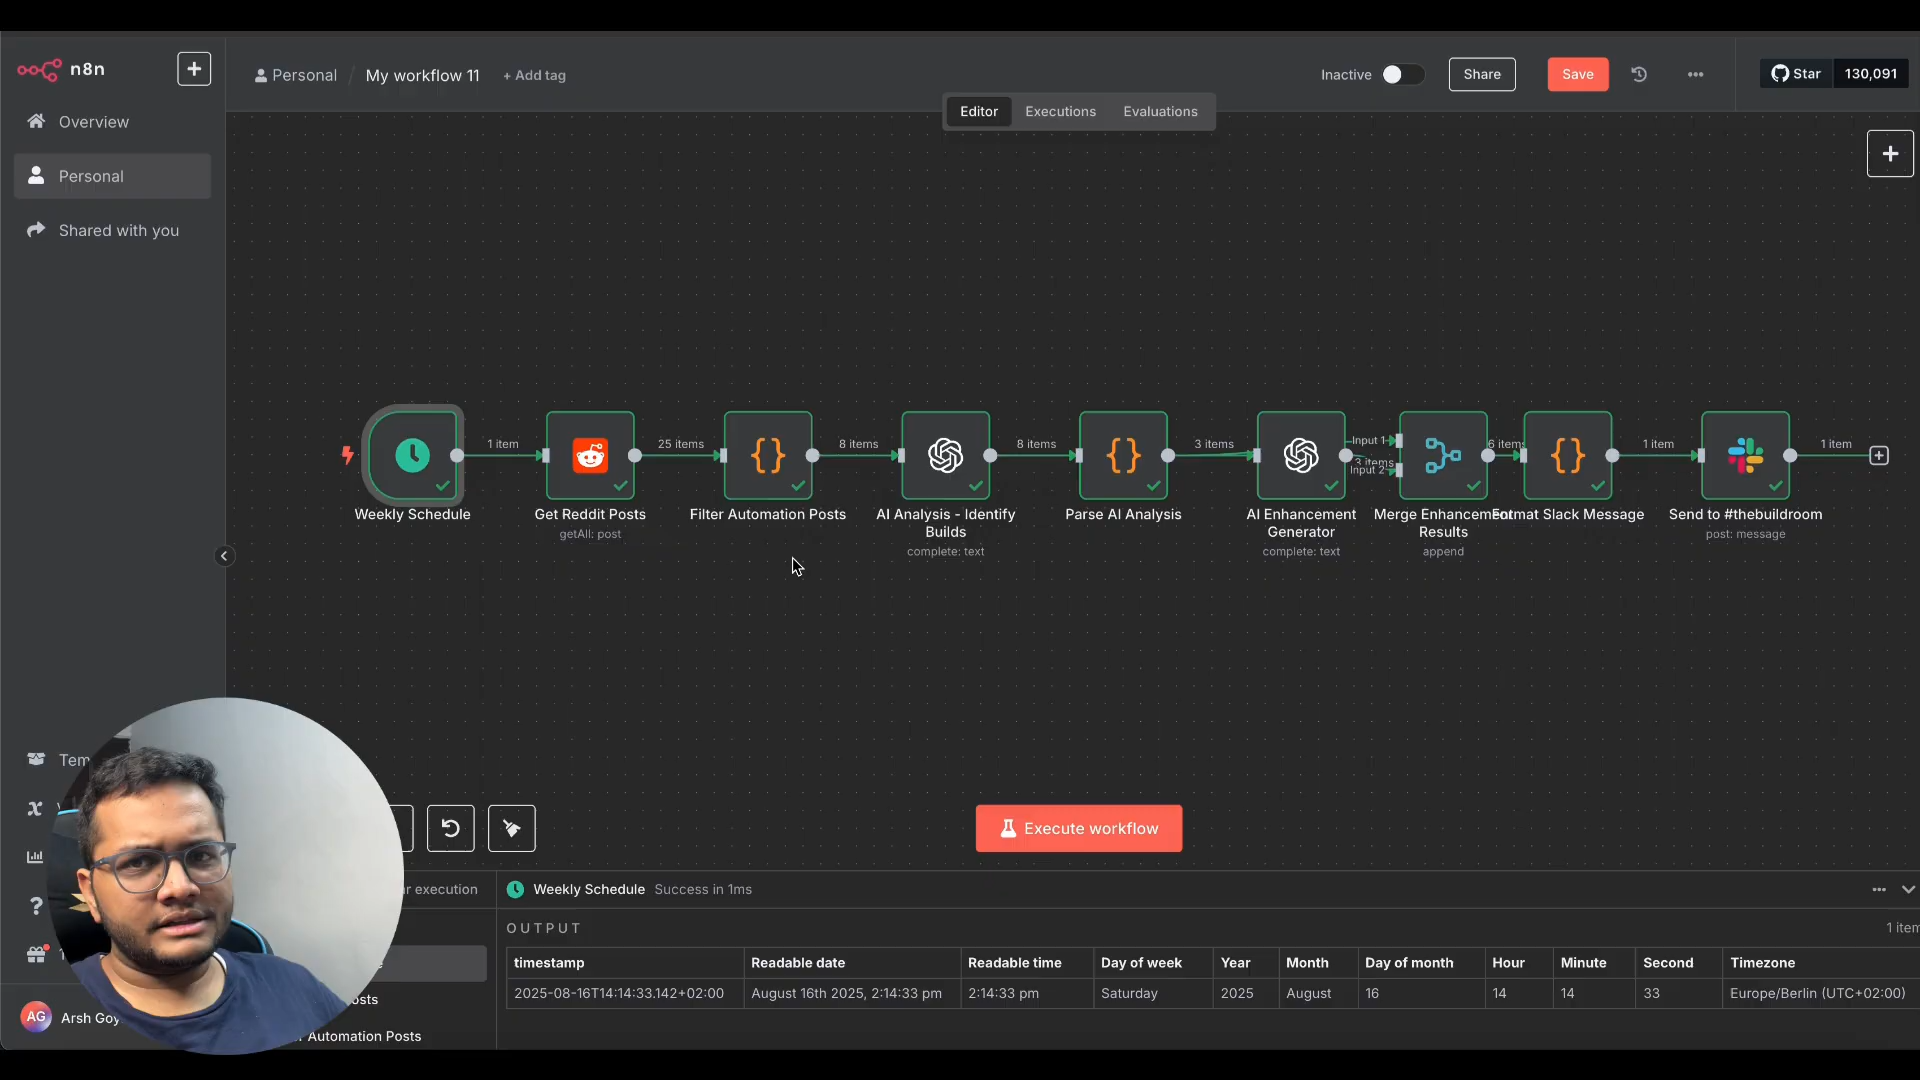 n8n
Personal / My workflow 11 + Add tag
Inactive
Share
Save
Star 130,091
Editor Executions Evaluations
Overview
Personal
Shared with you
1 item
25 items
8 items
8 items
3 items
Input 1
3 items
Input 2
6 items
1 item
1 item
Weekly Schedule
Get Reddit Posts
getAll: post
Filter Automation Posts
AI Analysis - Identify
Builds
complete: text
Parse AI Analysis
AI Enhancement
Generator
complete: text
Merge Enhancement
Results
append
Format Slack Message
Send to #thebuildroom
post: message
Execute workflow
execution
Weekly Schedule Success in 1ms
OUTPUT
1 item
timestamp Readable date Readable time Day of week Year Month Day of month Hour Minute Second Timezone
2025-08-16T14:14:33.142+02:00 August 16th 2025, 2:14:33 pm 2:14:33 pm Saturday 2025 August 16 14 14 33 Europe/Berlin (UTC+02:00)
AG Arsh Goy
Automation Posts